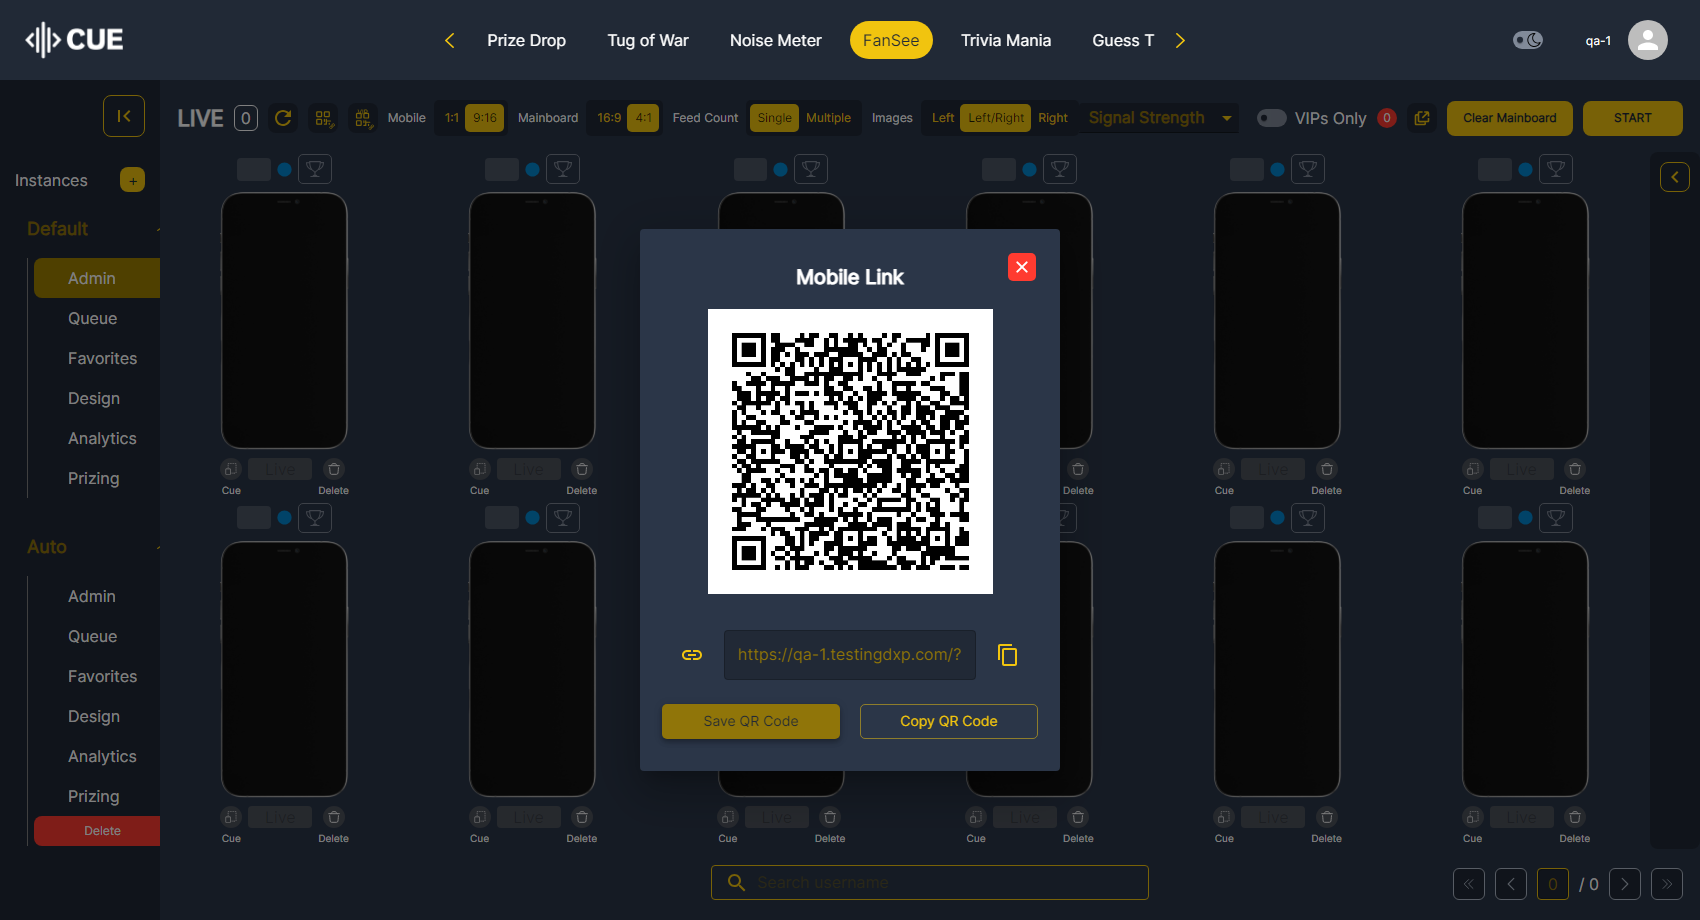 CUE
Prize Drop Tug of War Noise Meter FanSee Trivia Mania Guess T
qa-1
LIVE 0 Mobile 1:1 9:16 Mainboard 16:9 4:1 Feed Count Single Multiple Images Left Left/Right Right Signal Strength VIPs Only 0 Clear Mainboard START
Instances +
Default
Admin
Queue
Favorites
Design
Analytics
Prizing
Auto
Admin
Queue
Favorites
Design
Analytics
Prizing
Delete
Live Live Live Live
Cue Delete Cue Delete Delete Cue Delete Cue Delete
Mobile Link
https://qa-1.testingdxp.com/?
Save QR Code Copy QR Code
Live Live Live Live Live Live
Cue Delete Cue Delete Cue Delete Cue Delete Cue Delete Cue Delete
Search username
0 / 0